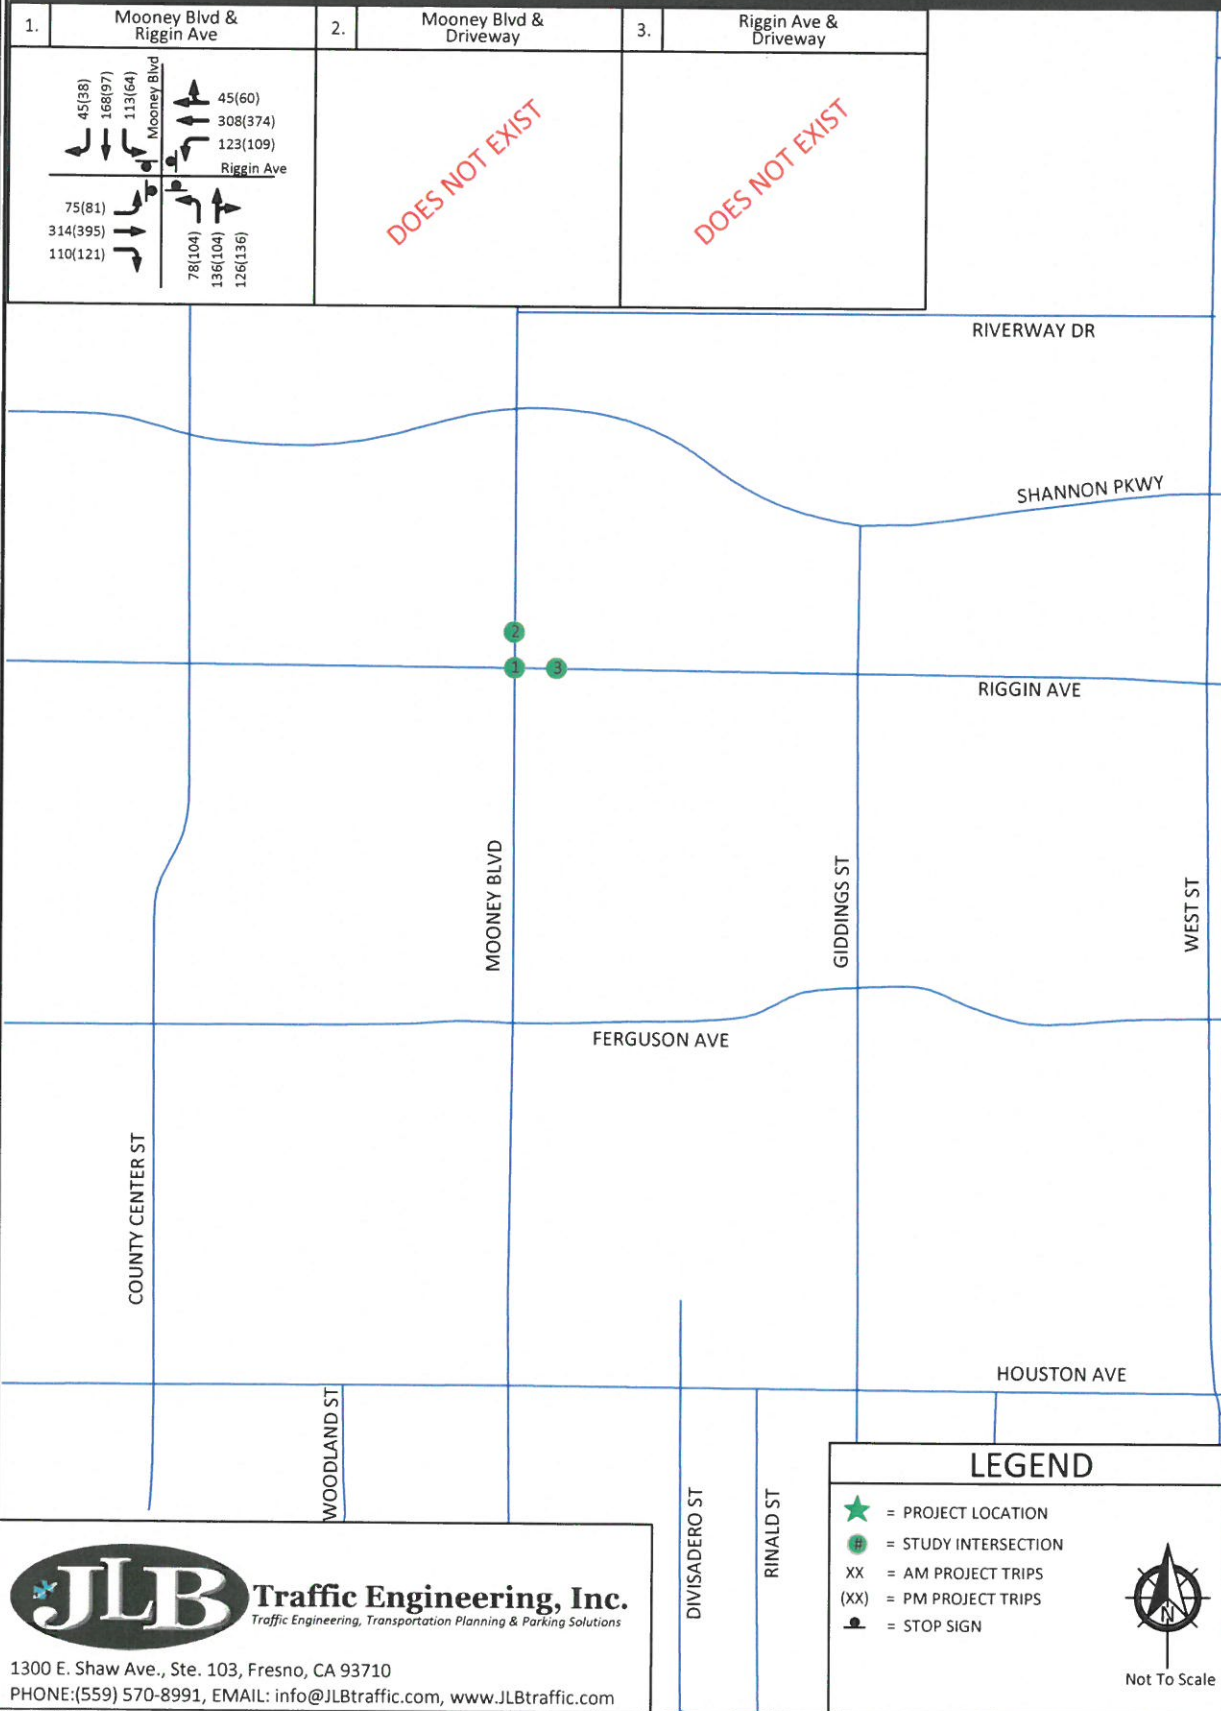 1.
Mooney Blvd &
Riggin Ave
2.
Mooney Blvd &
Driveway
3.
Riggin Ave &
Driveway
45(38)
168(97)
113(64)
Mooney Blvd
45(60)
308(374)
123(109)
Riggin Ave
75(81)
314(395)
110(121)
78(104)
136(104)
126(136)
DOES NOT EXIST
DOES NOT EXIST
RIVERWAY DR
SHANNON PKWY
2
1
3
RIGGIN AVE
MOONEY BLVD
GIDDINGS ST
WEST ST
FERGUSON AVE
COUNTY CENTER ST
HOUSTON AVE
WOODLAND ST
DIVISADERO ST
RINALD ST
LEGEND
= PROJECT LOCATION
# = STUDY INTERSECTION
XX = AM PROJECT TRIPS
(XX) = PM PROJECT TRIPS
= STOP SIGN
N
Not To Scale
JLB Traffic Engineering, Inc.
Traffic Engineering, Transportation Planning & Parking Solutions
1300 E. Shaw Ave., Ste. 103, Fresno, CA 93710
PHONE:(559) 570-8991, EMAIL: info@JLBtraffic.com, www.JLBtraffic.com